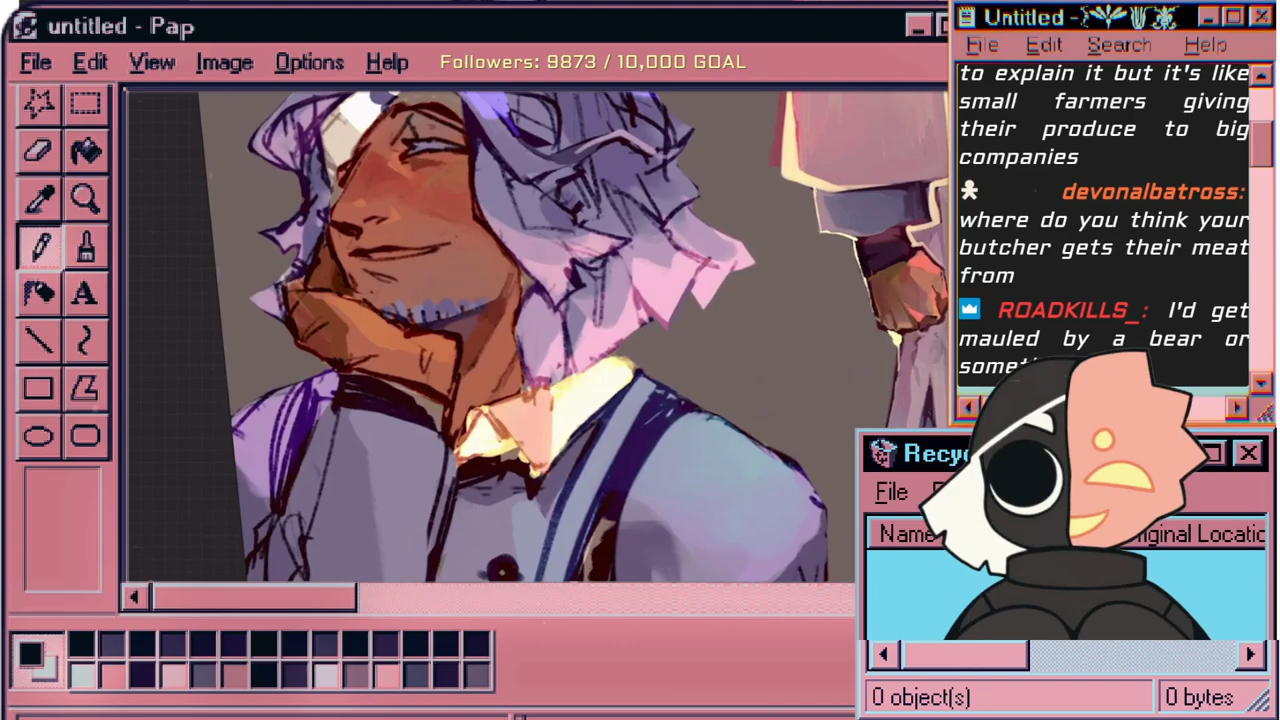 untitled - Pap
File Edit View Image Options Help
Followers: 9873 / 10,000 GOAL
A
Untitled -
File Edit Search Help
to explain it but it's like
small farmers giving
their produce to big
companies
devonalbatross:
where do you think your
butcher gets their meat
from
ROADKILLS_: I'd get
mauled by a bear or
Recyc
File
Name
iginal Locatio
0 object(s)
0 bytes